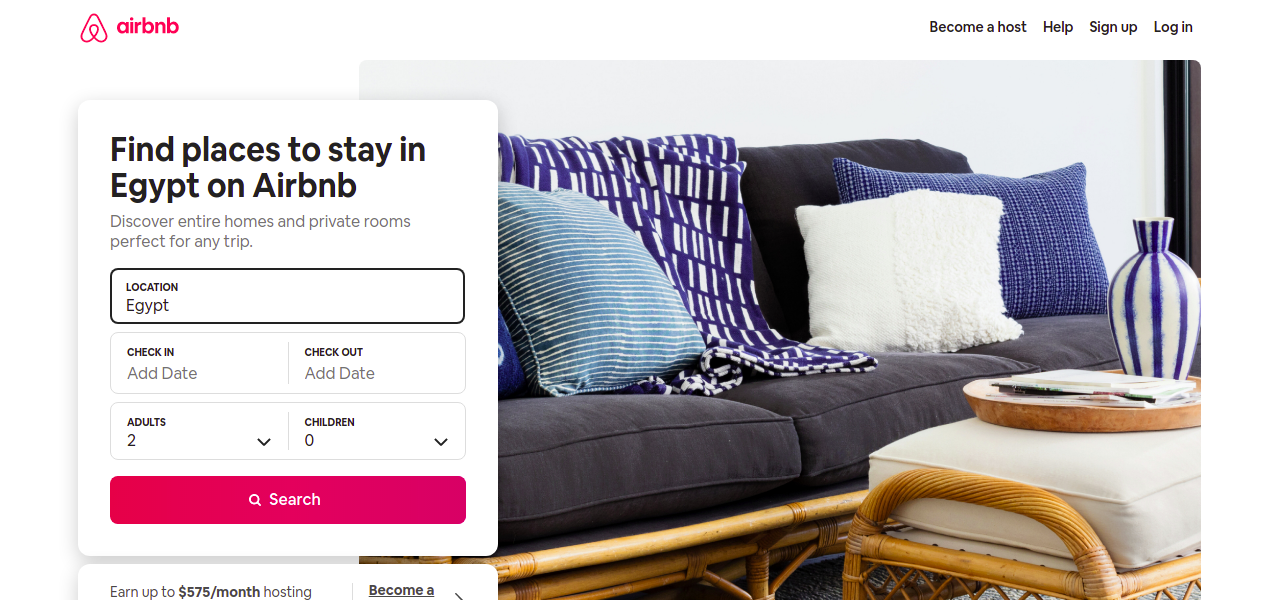 airbnb
Become a host Help Sign up Log in
Find places to stay in
Egypt on Airbnb
Discover entire homes and private rooms
perfect for any trip.
LOCATION
Egypt
CHECK IN CHECK OUT
Add Date Add Date
ADULTS CHILDREN
2 0
Search
Earn up to $575/month hosting Become a